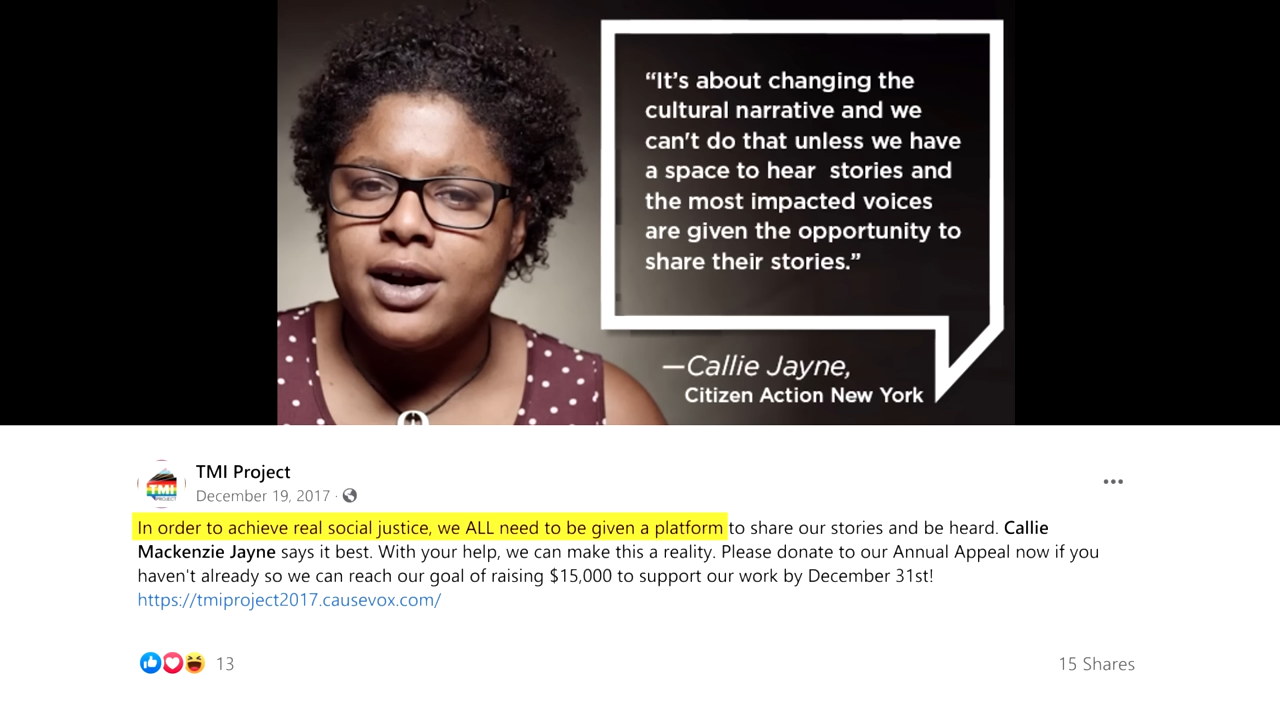 “It’s about changing the
cultural narrative and we
can't do that unless we have
a space to hear  stories and
the most impacted voices
are given the opportunity to
share their stories.”
—Callie Jayne,
Citizen Action New York
TMI Project
December 19, 2017 ·
TMI
PROJECT
In order to achieve real social justice, we ALL need to be given a platform to share our stories and be heard. Callie
Mackenzie Jayne says it best. With your help, we can make this a reality. Please donate to our Annual Appeal now if you
haven't already so we can reach our goal of raising $15,000 to support our work by December 31st!
https://tmiproject2017.causevox.com/
13
15 Shares